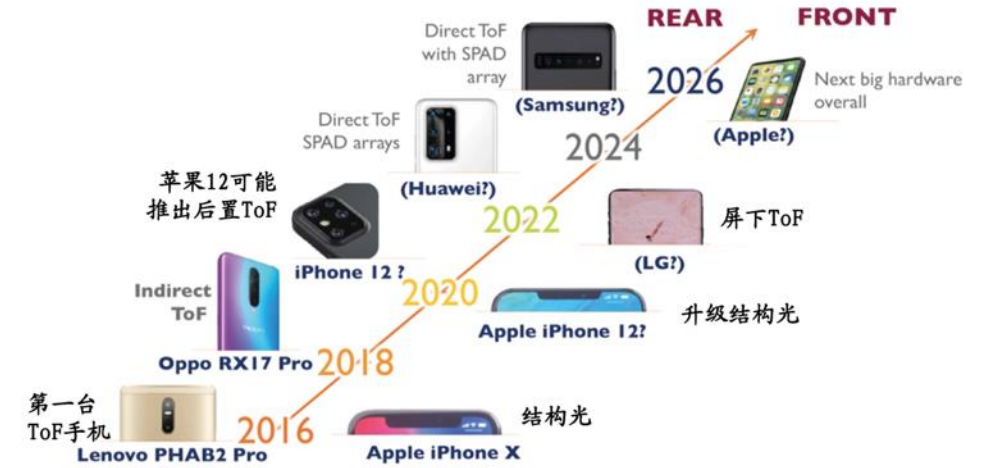 REAR
FRONT
Direct ToF
with SPAD
array
(Samsung?)
2026
Next big hardware
overall
(Apple?)
Direct ToF
SPAD arrays
(Huawei?)
2024
苹果12可能
推出后置ToF
iPhone 12 ?
2022
屏下ToF
(LG?)
Indirect
ToF
Oppo RX17 Pro
2020
Apple iPhone 12?
升级结构光
2018
第一台
ToF手机
Lenovo PHAB2 Pro
2016
Apple iPhone X
结构光